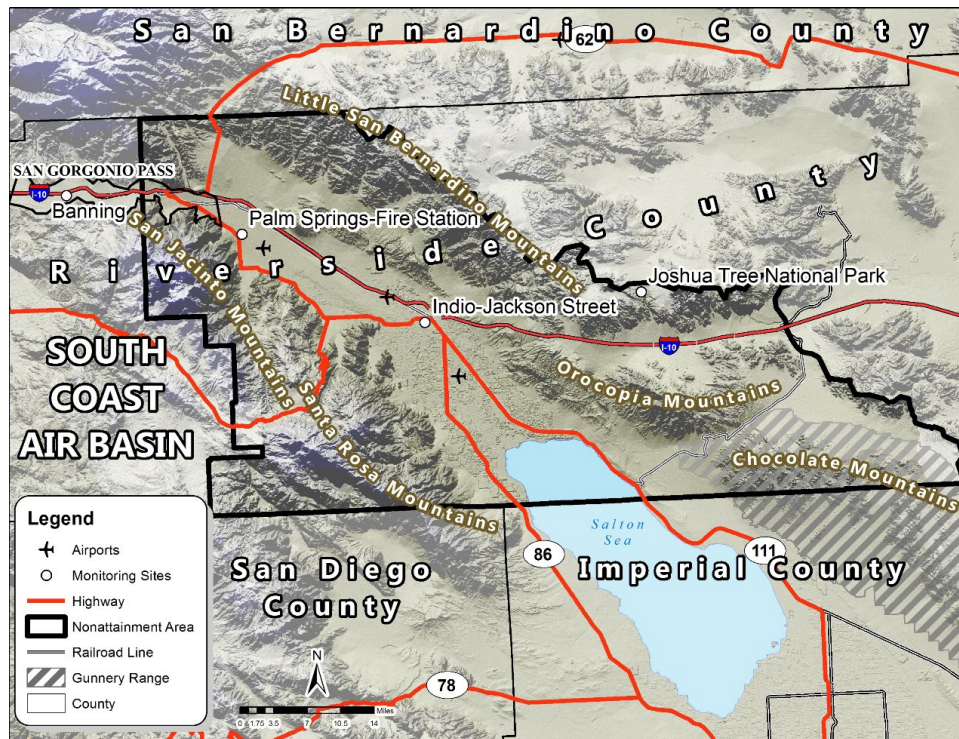 San Bernardino County
62
Little San Bernardino Mountains
SAN GORGONIO PASS
I-10
Banning
Palm Springs-Fire Station
San Jacinto Mountains
Riverside County
Joshua Tree National Park
Indio-Jackson Street
I-10
SOUTH
COAST
AIR BASIN
Santa Rosa Mountains
Orocopia Mountains
Chocolate Mountains
Salton
Sea
86
111
San Diego
County
Imperial County
78
Legend
Airports
Monitoring Sites
Highway
Nonattainment Area
Railroad Line
Gunnery Range
County
N
Miles
0 1.75 3.5 7 10.5 14